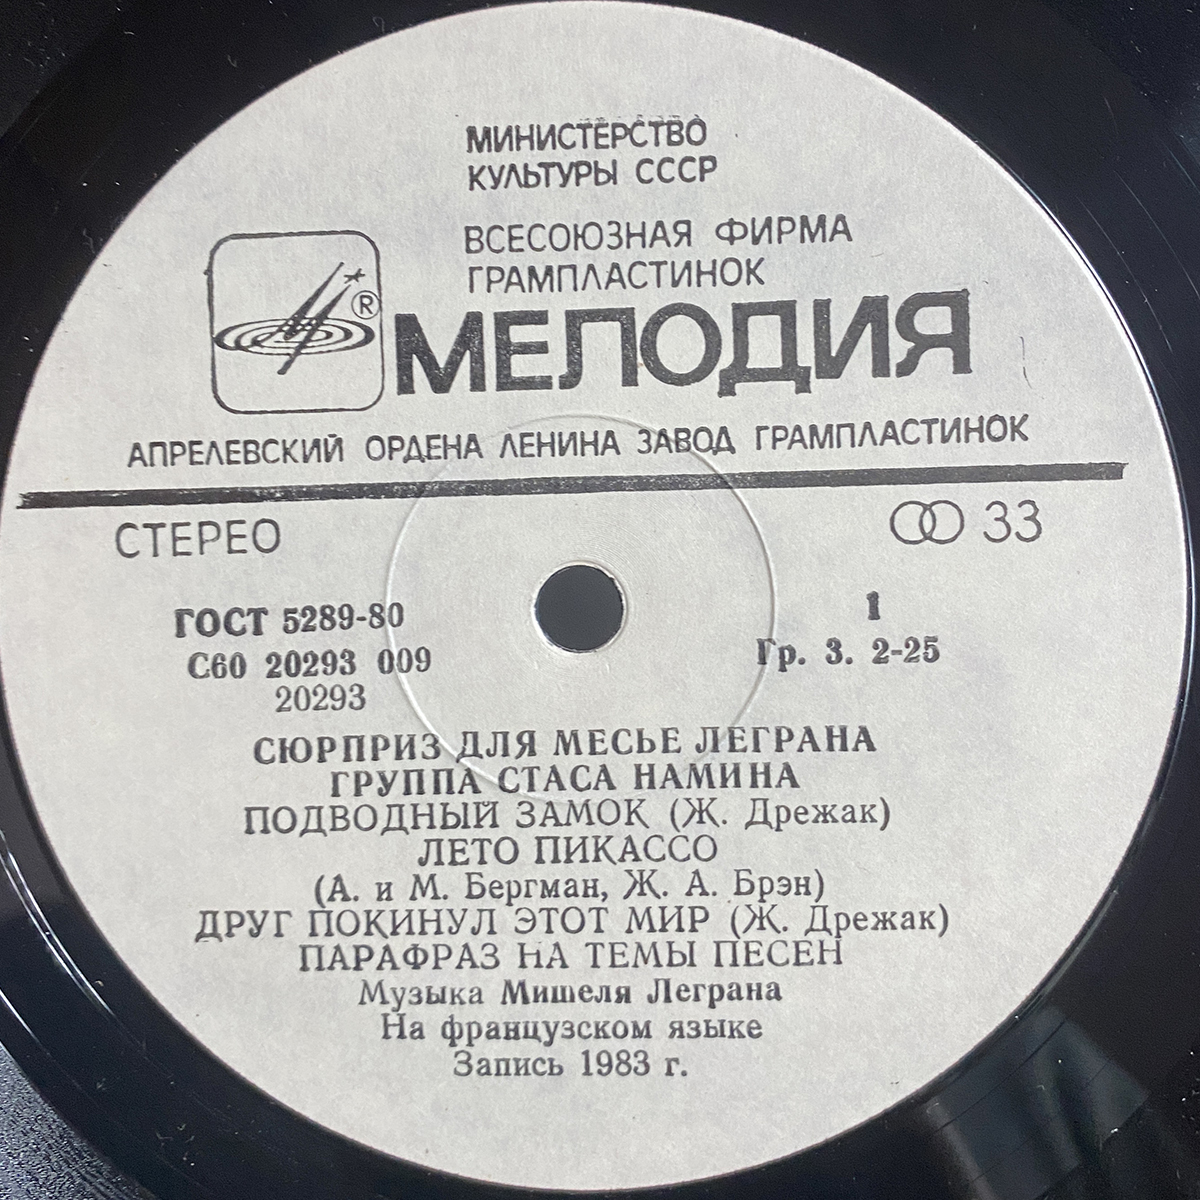 МИНИСТЕРСТВО
КУЛЬТУРЫ СССР
ВСЕСОЮЗНАЯ ФИРМА
ГРАМПЛАСТИНОК
®
МЕЛОДИЯ
АПРЕЛЕВСКИЙ ОРДЕНА ЛЕНИНА ЗАВОД ГРАМПЛАСТИНОК
СТЕРЕО
33
ГОСТ 5289-80
1
С60 20293 009
Гр. 3. 2-25
20293
СЮРПРИЗ ДЛЯ МЕСЬЕ ЛЕГРАНА
ГРУППА СТАСА НАМИНА
ПОДВОДНЫЙ ЗАМОК (Ж. Дрежак)
ЛЕТО ПИКАССО
(А. и М. Бергман, Ж. А. Брэн)
ДРУГ ПОКИНУЛ ЭТОТ МИР (Ж. Дрежак)
ПАРАФРАЗ НА ТЕМЫ ПЕСЕН
Музыка Мишеля Леграна
На французском языке
Запись 1983 г.